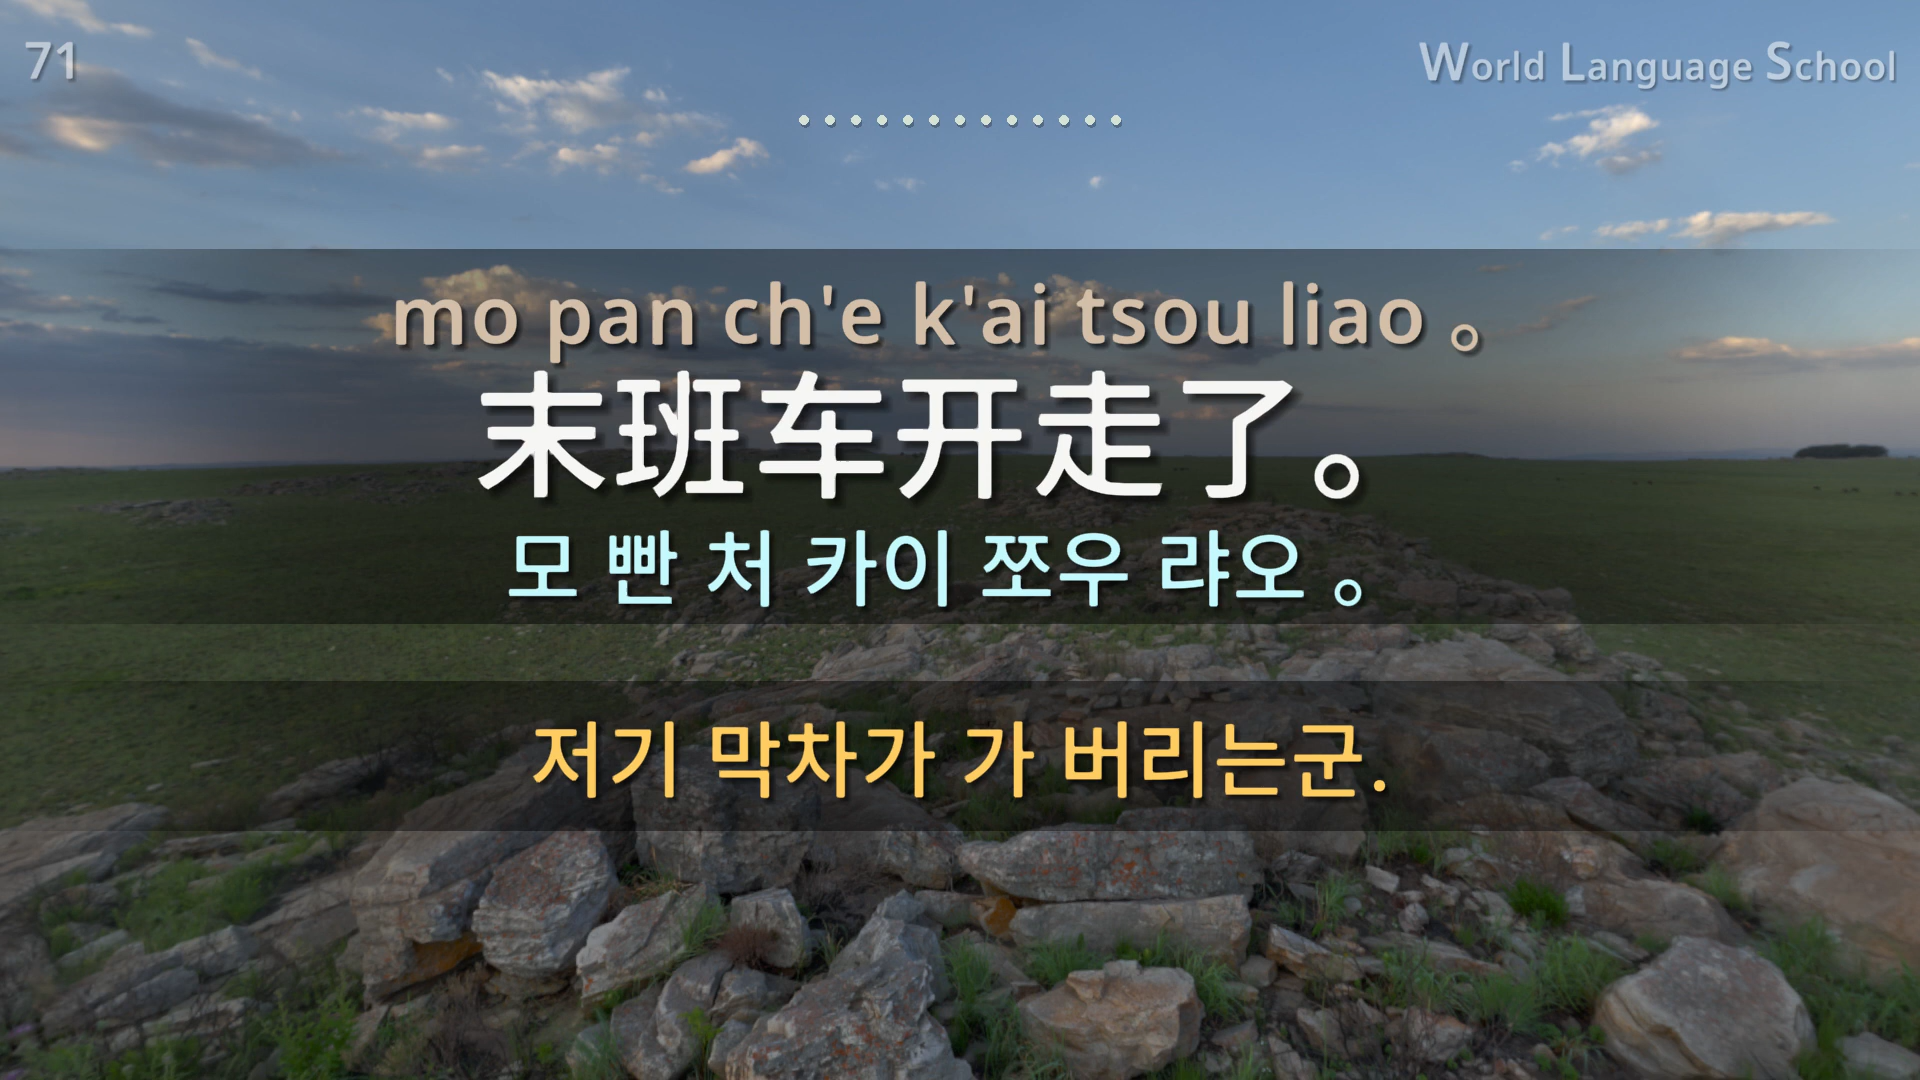 71
World Language School
.............
mo pan ch'e k'ai tsou liao 。
末班车开走了。
모 빤 처 카이 쪼우 랴오 。
저기 막차가 가 버리는군.